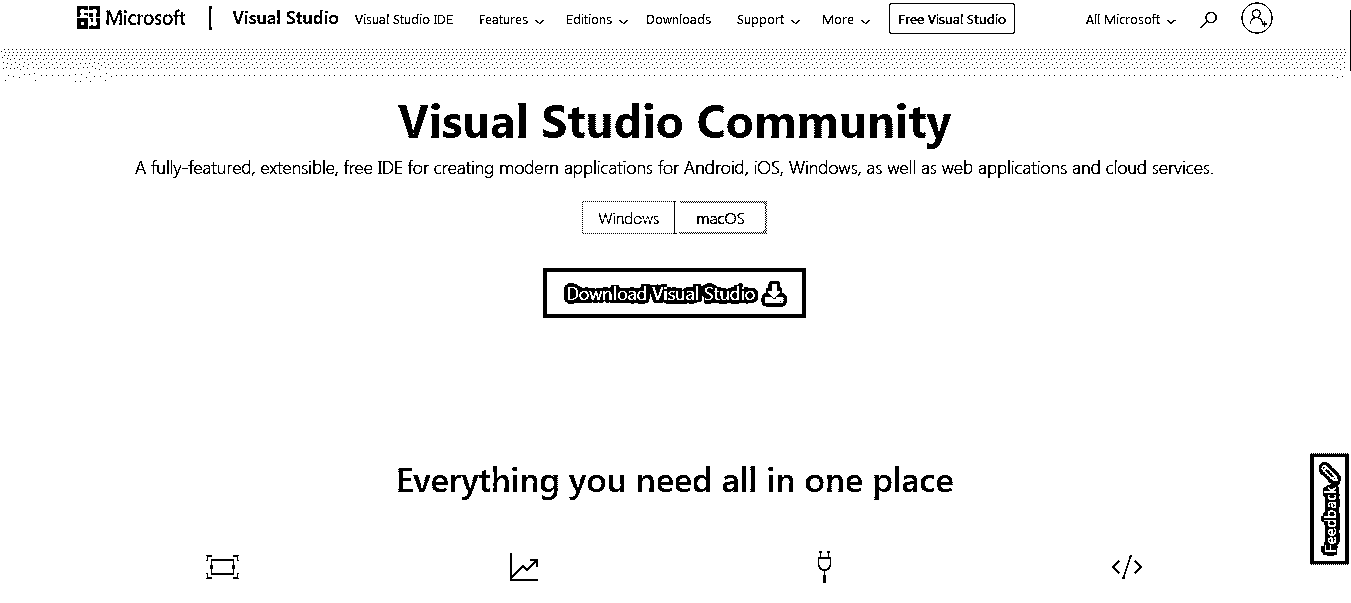 Microsoft | Visual Studio Visual Studio IDE Features Editions Downloads Support More Free Visual Studio All Microsoft
Visual Studio Community
A fully-featured, extensible, free IDE for creating modern applications for Android, iOS, Windows, as well as web applications and cloud services.
Windows macOS
Download Visual Studio
Everything you need all in one place
Feedback